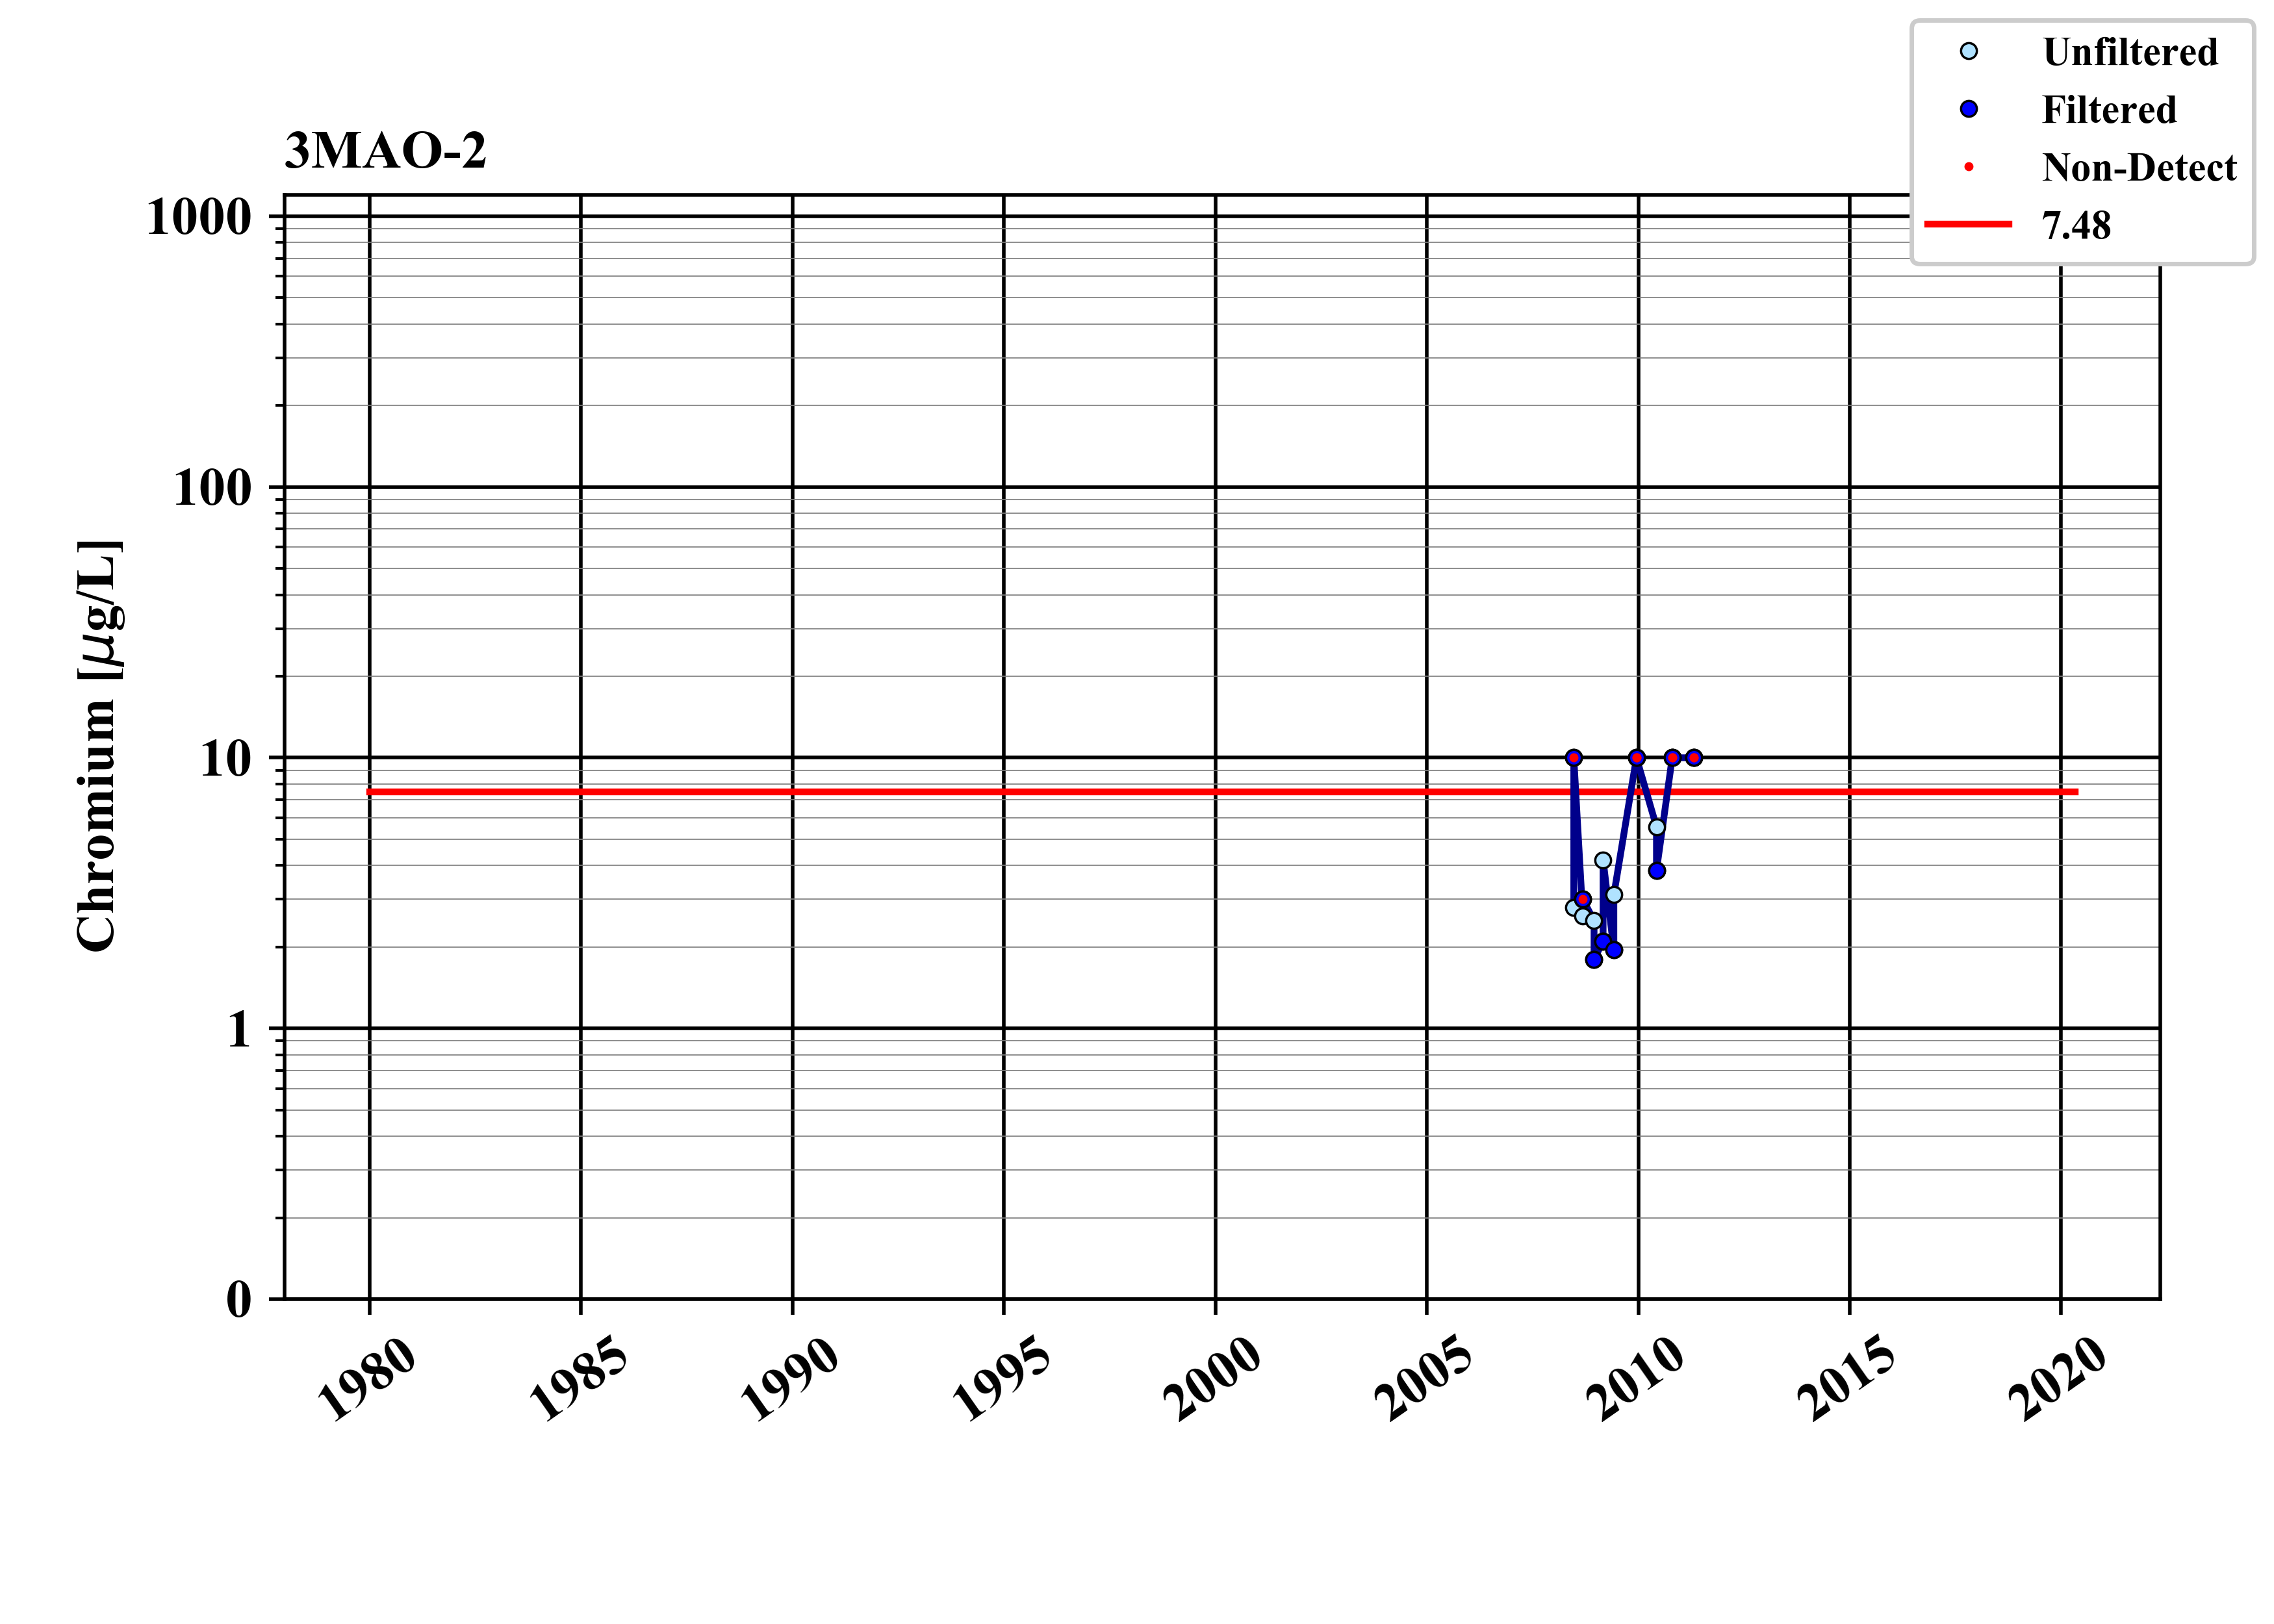 Unfiltered
Filtered
Non-Detect
7.48
3MAO-2
1000
100
10
1
0
Chromium [μg/L]
1980 1985 1990 1995 2000 2005 2010 2015 2020